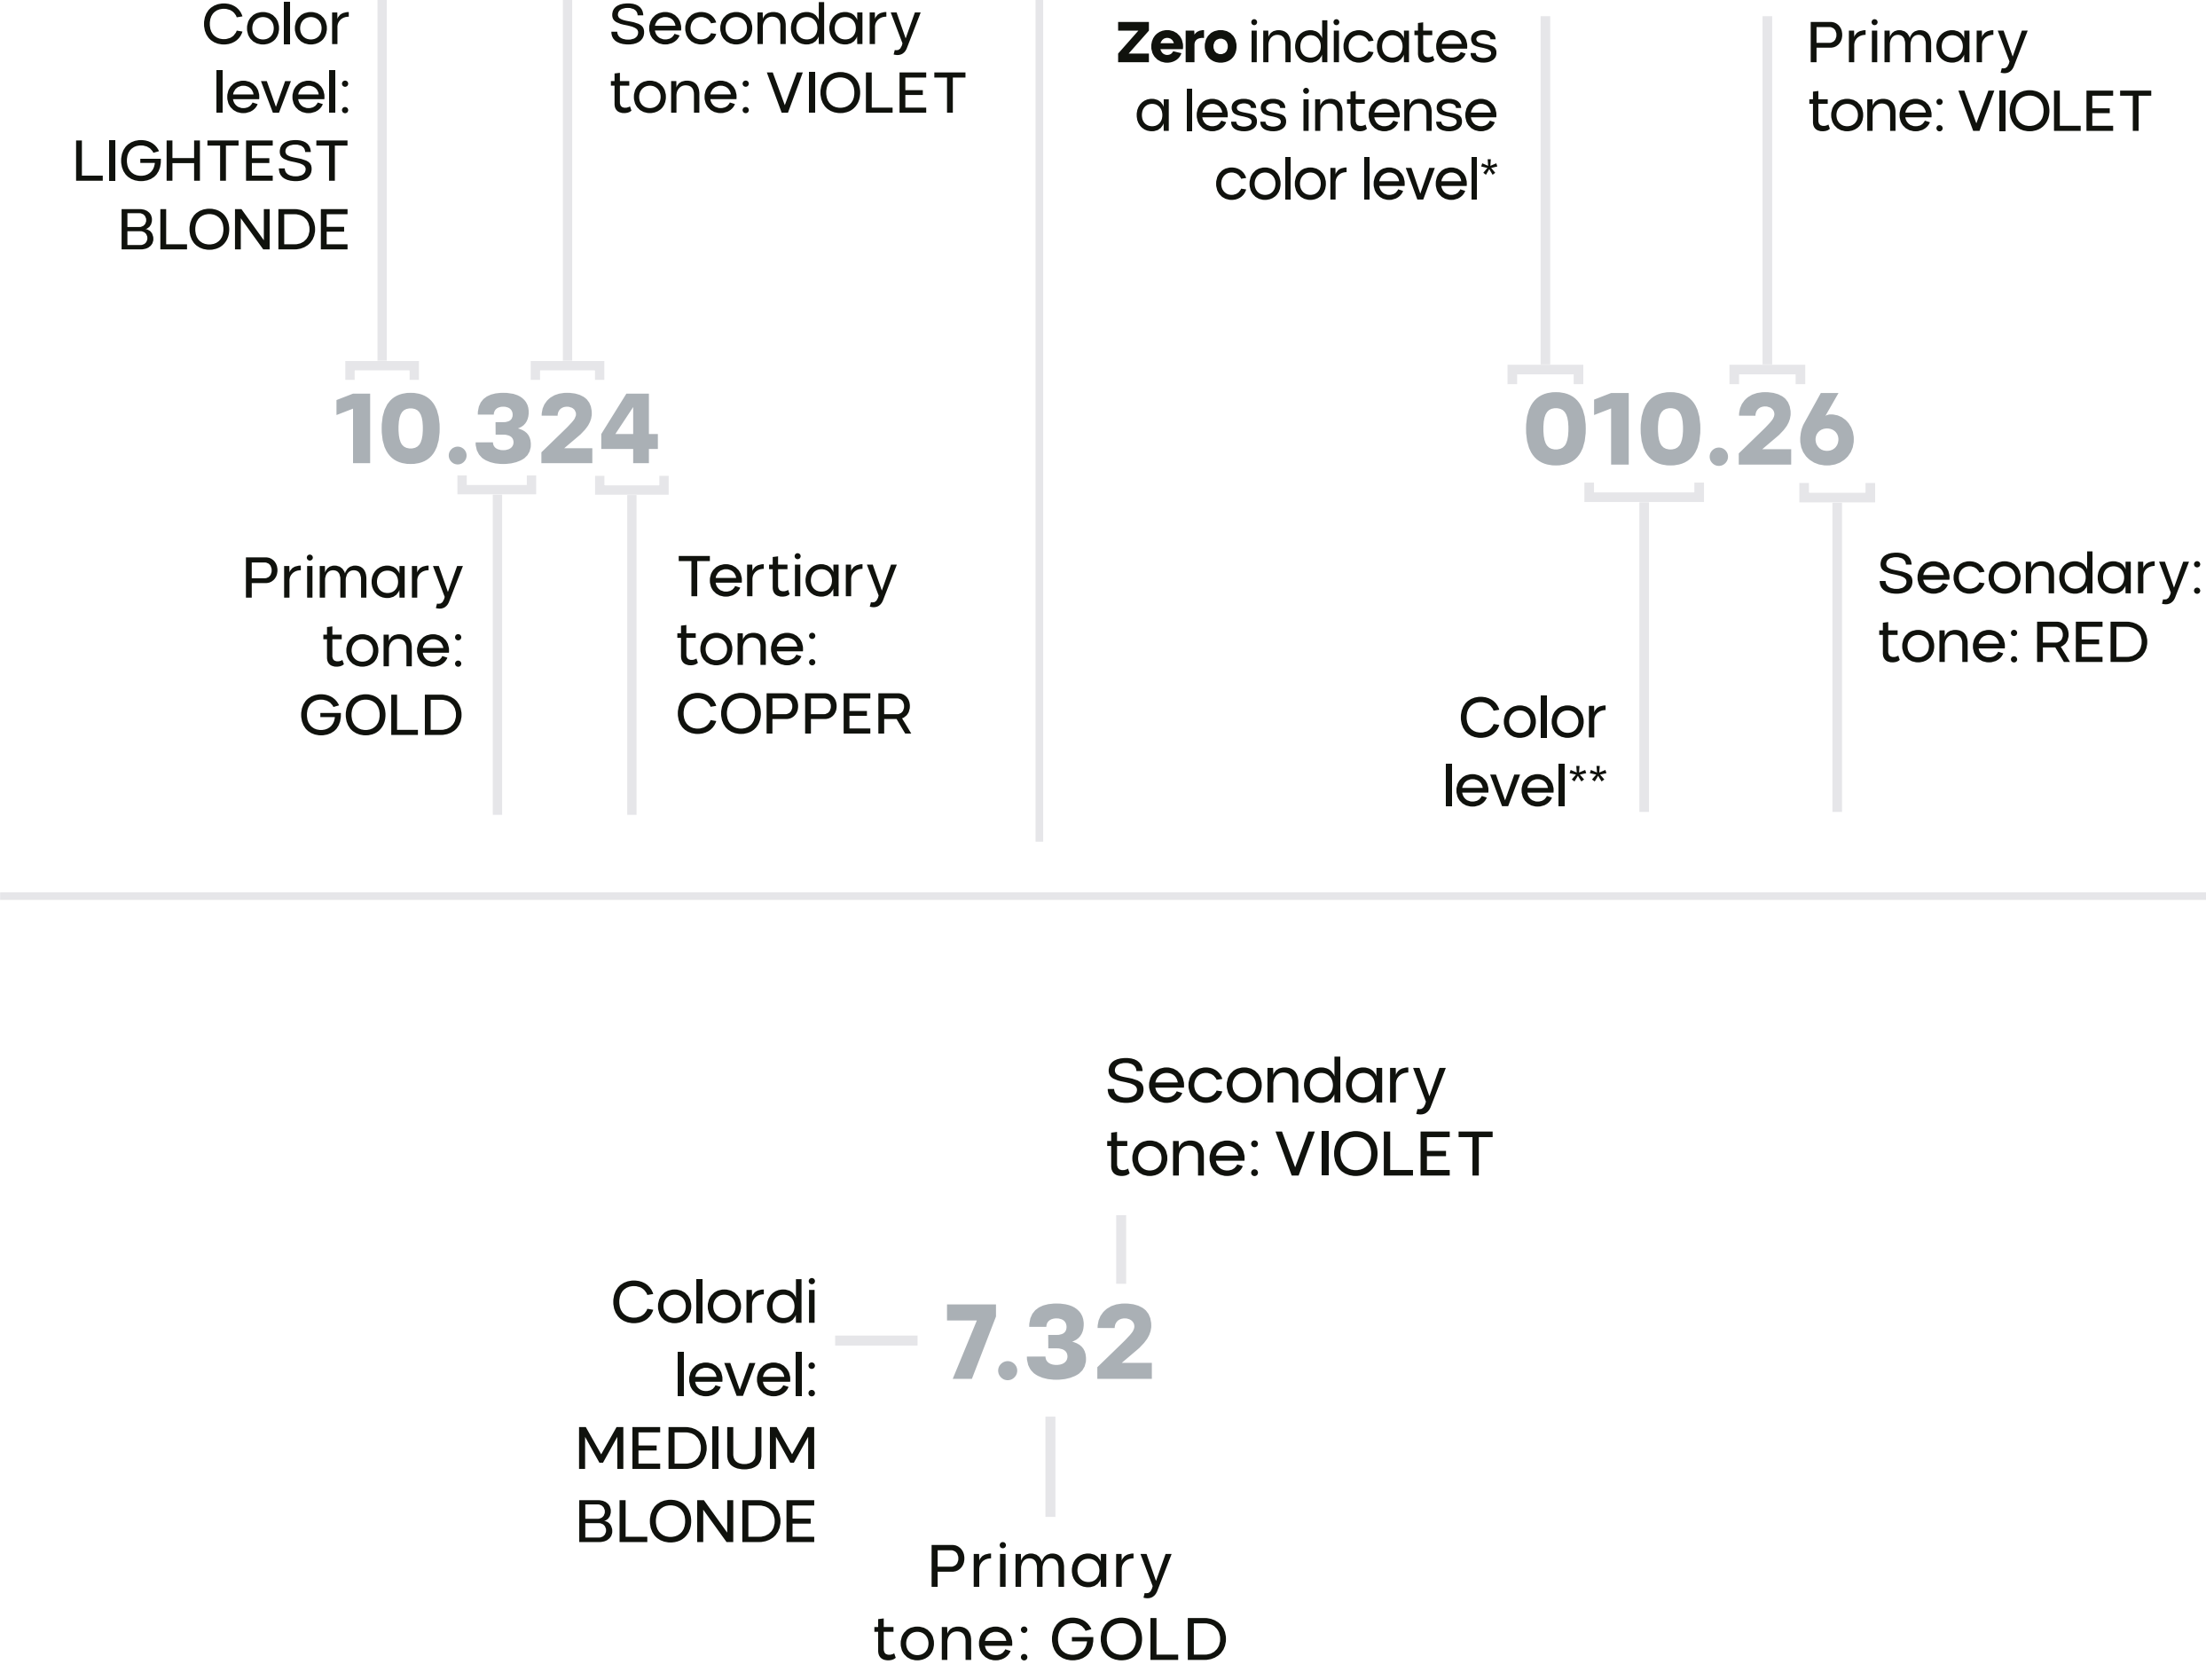 Color
level:
LIGHTEST
BLONDE
Secondary
tone: VIOLET
10.324
Primary
tone:
GOLD
Tertiary
tone:
COPPER
Zero indicates
a less intense
color level*
Primary
tone: VIOLET
010.26
Color
level**
Secondary:
tone: RED
Secondary
tone: VIOLET
Colordi
level:
MEDIUM
BLONDE
7.32
Primary
tone: GOLD